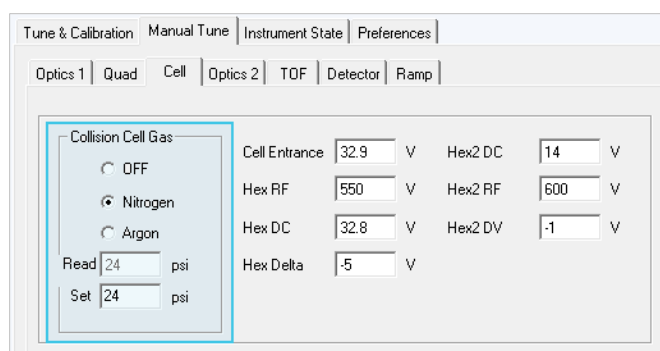 Tune & Calibration Manual Tune Instrument State Preferences
Optics 1 Quad Cell Optics 2 TOF Detector Ramp
Collision Cell Gas
OFF
Nitrogen
Argon
Read 24 psi
Set 24 psi
Cell Entrance 32.9 V Hex2 DC 14 V
Hex RF 550 V Hex2 RF 600 V
Hex DC 32.8 V Hex2 DV -1 V
Hex Delta -5 V